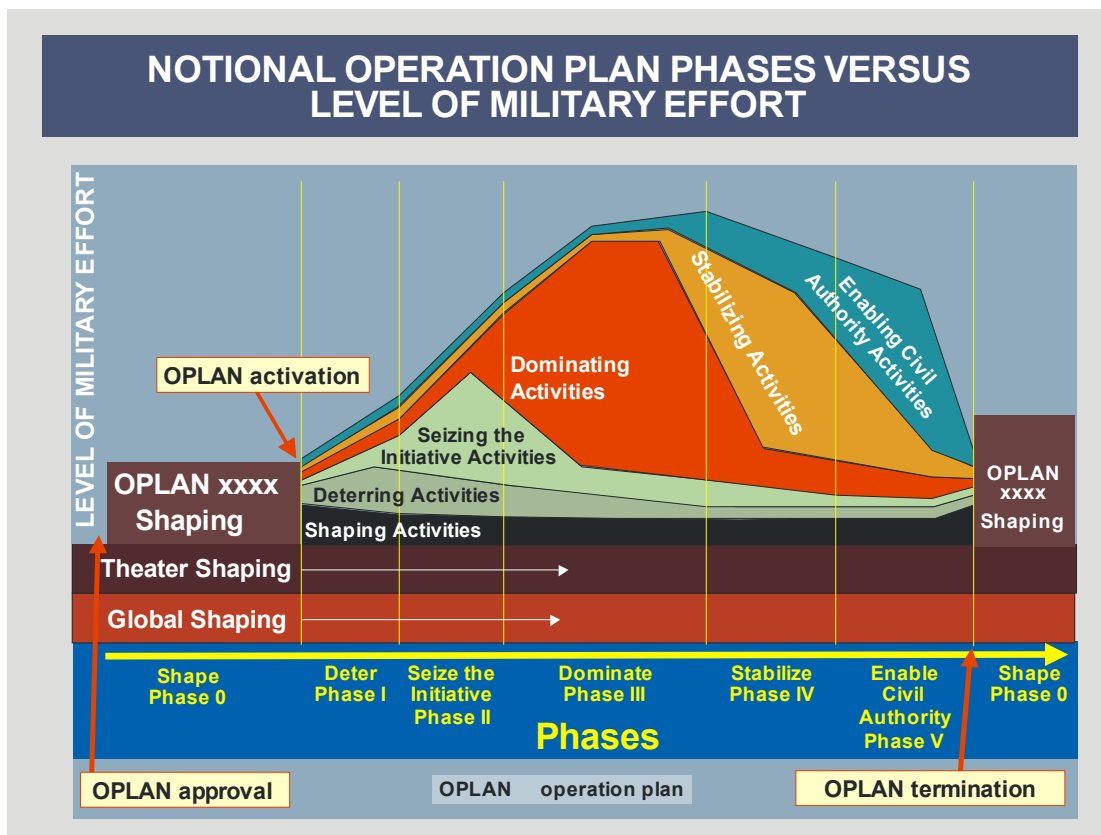 NOTIONAL OPERATION PLAN PHASES VERSUS
LEVEL OF MILITARY EFFORT
LEVEL OF MILITARY EFFORT
OPLAN activation
OPLAN xxxx
Shaping
Enabling Civil
Authority Activities
Stabilizing Activities
Dominating
Activities
Seizing the
Initiative Activities
Deterring Activities
Shaping Activities
OPLAN
xxxx
Shaping
Theater Shaping
Global Shaping
Shape
Phase 0
Deter
Phase I
Seize the
Initiative
Phase II
Dominate
Phase III
Stabilize
Phase IV
Enable
Civil
Authority
Phase V
Shape
Phase 0
Phases
OPLAN approval
OPLAN operation plan
OPLAN termination